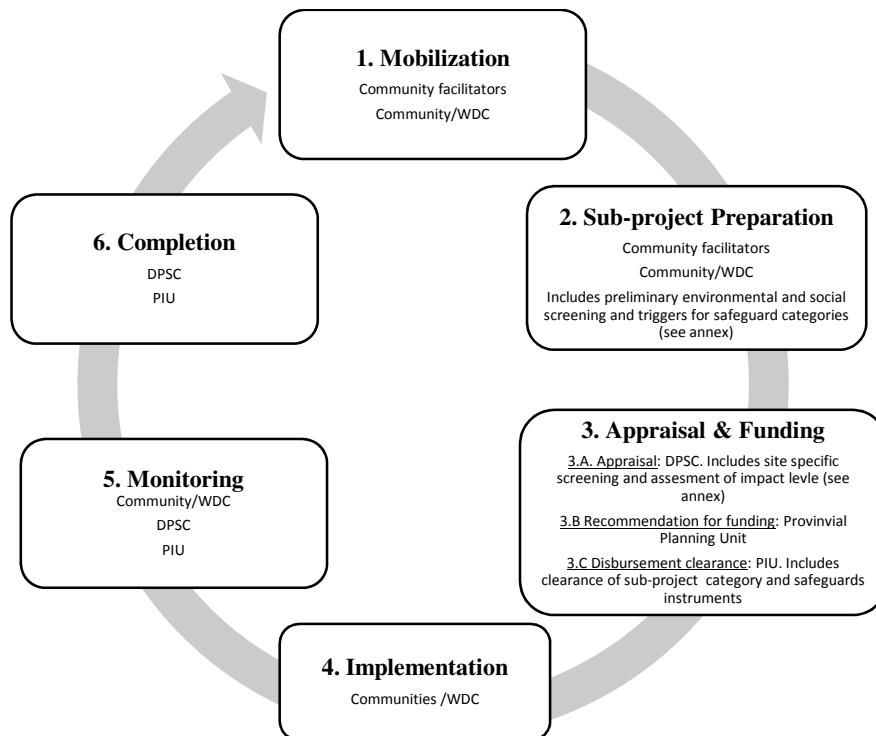 1. Mobilization
Community facilitators
Community/WDC
2. Sub-project Preparation
Community facilitators
Community/WDC
Includes preliminary environmental and social
screening and triggers for safeguard categories
(see annex)
3. Appraisal & Funding
3.A. Appraisal: DPSC. Includes site specific
screening and assesment of impact levle (see
annex)
3.B Recommendation for funding: Provinvial
Planning Unit
3.C Disbursement clearance: PIU. Includes
clearance of sub-project category and safeguards
instruments
4. Implementation
Communities /WDC
5. Monitoring
Community/WDC
DPSC
PIU
6. Completion
DPSC
PIU